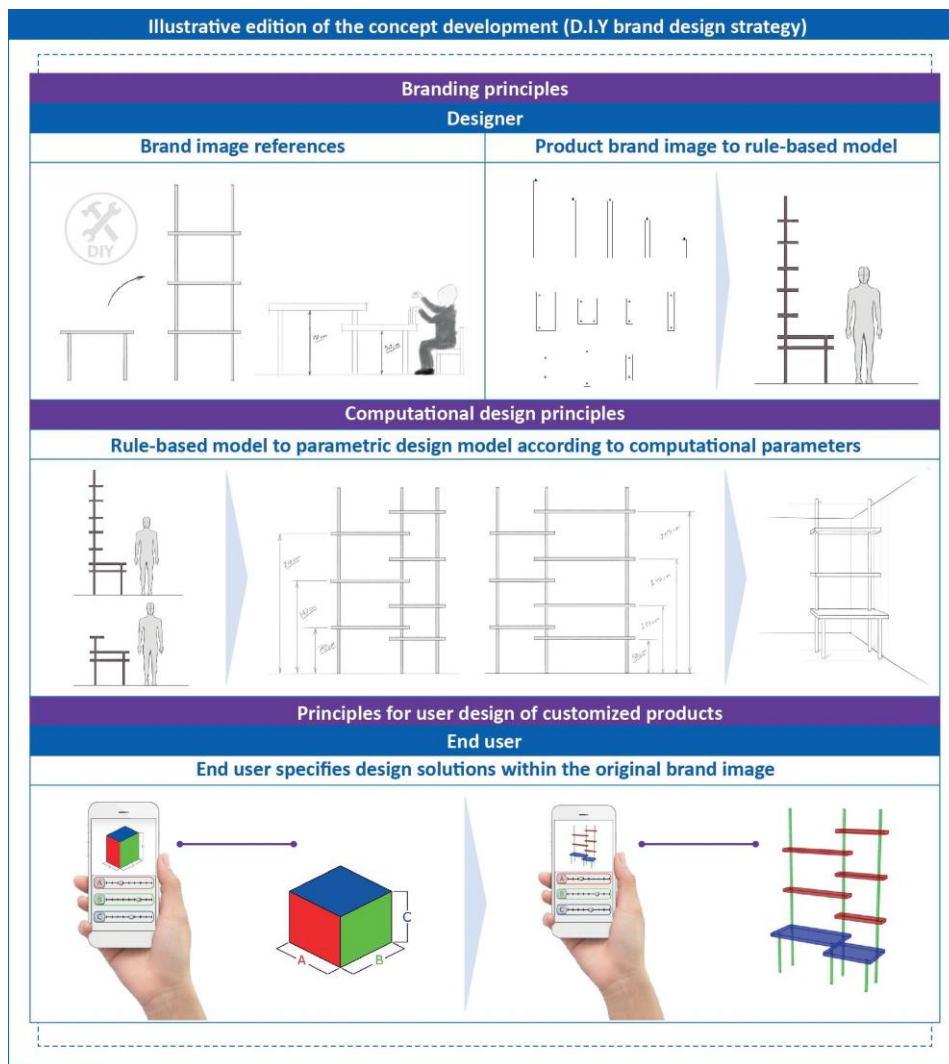 Illustrative edition of the concept development (D.I.Y brand design strategy)
Branding principles
Designer
Brand image references
Product brand image to rule-based model
DIY
Computational design principles
Rule-based model to parametric design model according to computational parameters
Principles for user design of customized products
End user
End user specifies design solutions within the original brand image
A
B
C
A
B
C
A
B
C